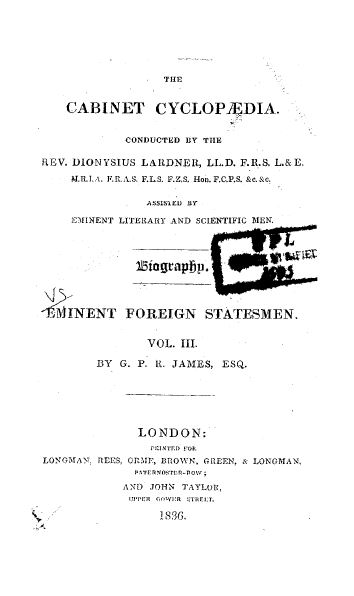 THE
CABINET CYCLOPÆDIA.
CONDUCTED BY THE
REV. DIONYSIUS LARDNER, LL.D. F.R.S. L.& E.
M.R.I.A. F.R.A.S. F.L.S. F.Z.S. Hon. F.C.P.S. &c. &c.
ASSISTED BY
EMINENT LITERARY AND SCIENTIFIC MEN.
Biography.
EMINENT FOREIGN STATESMEN.
VOL. III.
BY G. P. R. JAMES, ESQ.
LONDON:
PRINTED FOR
LONGMAN, REES, ORME, BROWN, GREEN, & LONGMAN,
PATERNOSTER-ROW;
AND JOHN TAYLOR,
UPPER GOWER STREET.
1836.